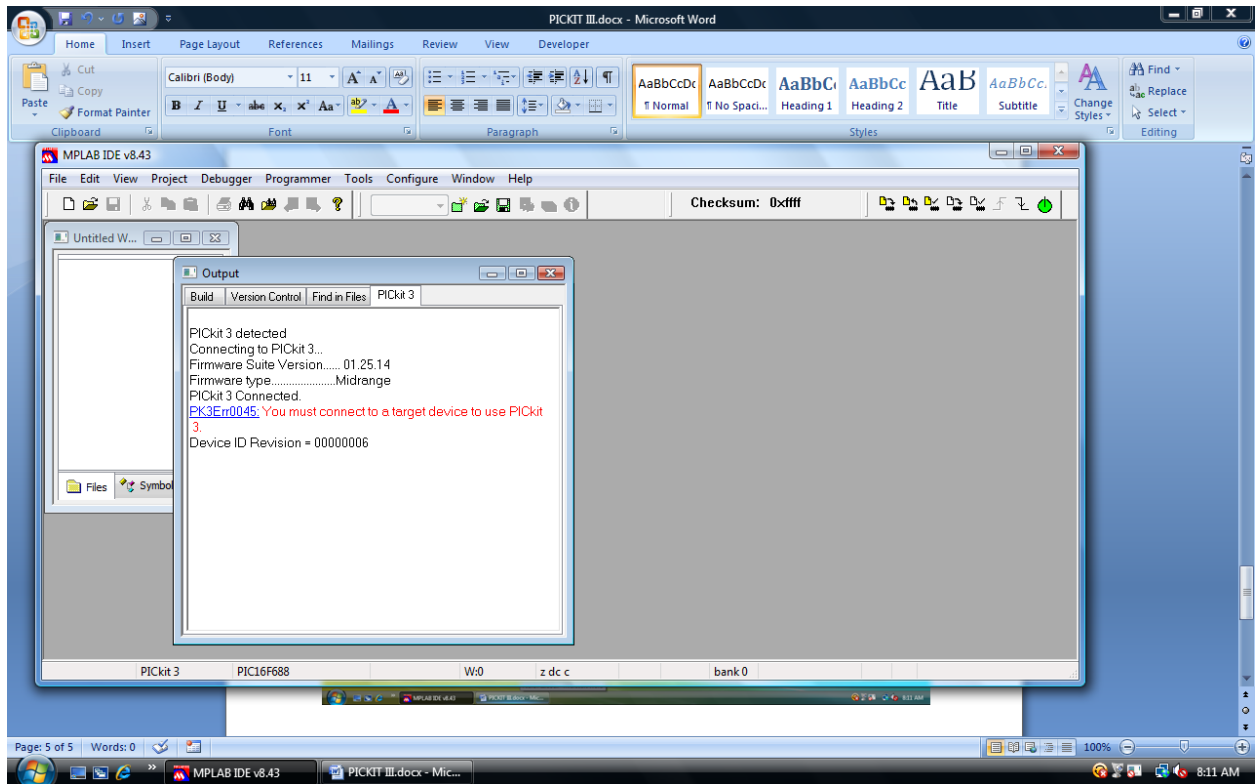 PICKIT III.docx - Microsoft Word
Home Insert Page Layout References Mailings Review View Developer
Paste
Cut
Copy
Format Painter
Clipboard
Calibri (Body) 11
Font
Paragraph
AaBbCcDc AaBbCcDc AaBbC AaBbCc AaB AaBbCc.
¶ Normal ¶ No Spaci... Heading 1 Heading 2 Title Subtitle
Change Styles
Styles
Find
Replace
Select
Editing
MPLAB IDE v8.43
File Edit View Project Debugger Programmer Tools Configure Window Help
Checksum: 0xffff
Untitled W...
Output
Build Version Control Find in Files PICkit 3
PICkit 3 detected
Connecting to PICkit 3...
Firmware Suite Version...... 01.25.14
Firmware type......................Midrange
PICkit 3 Connected.
PK3Err0045: You must connect to a target device to use PICkit
3.
Device ID Revision = 00000006
Files Symbol
PICkit 3 PIC16F688 W:0 z dc c bank 0
MPLAB IDE v8.43
8:11 AM
Page: 5 of 5 Words: 0 100%
MPLAB IDE v8.43 PICKIT III.docx - Mic... 8:11 AM